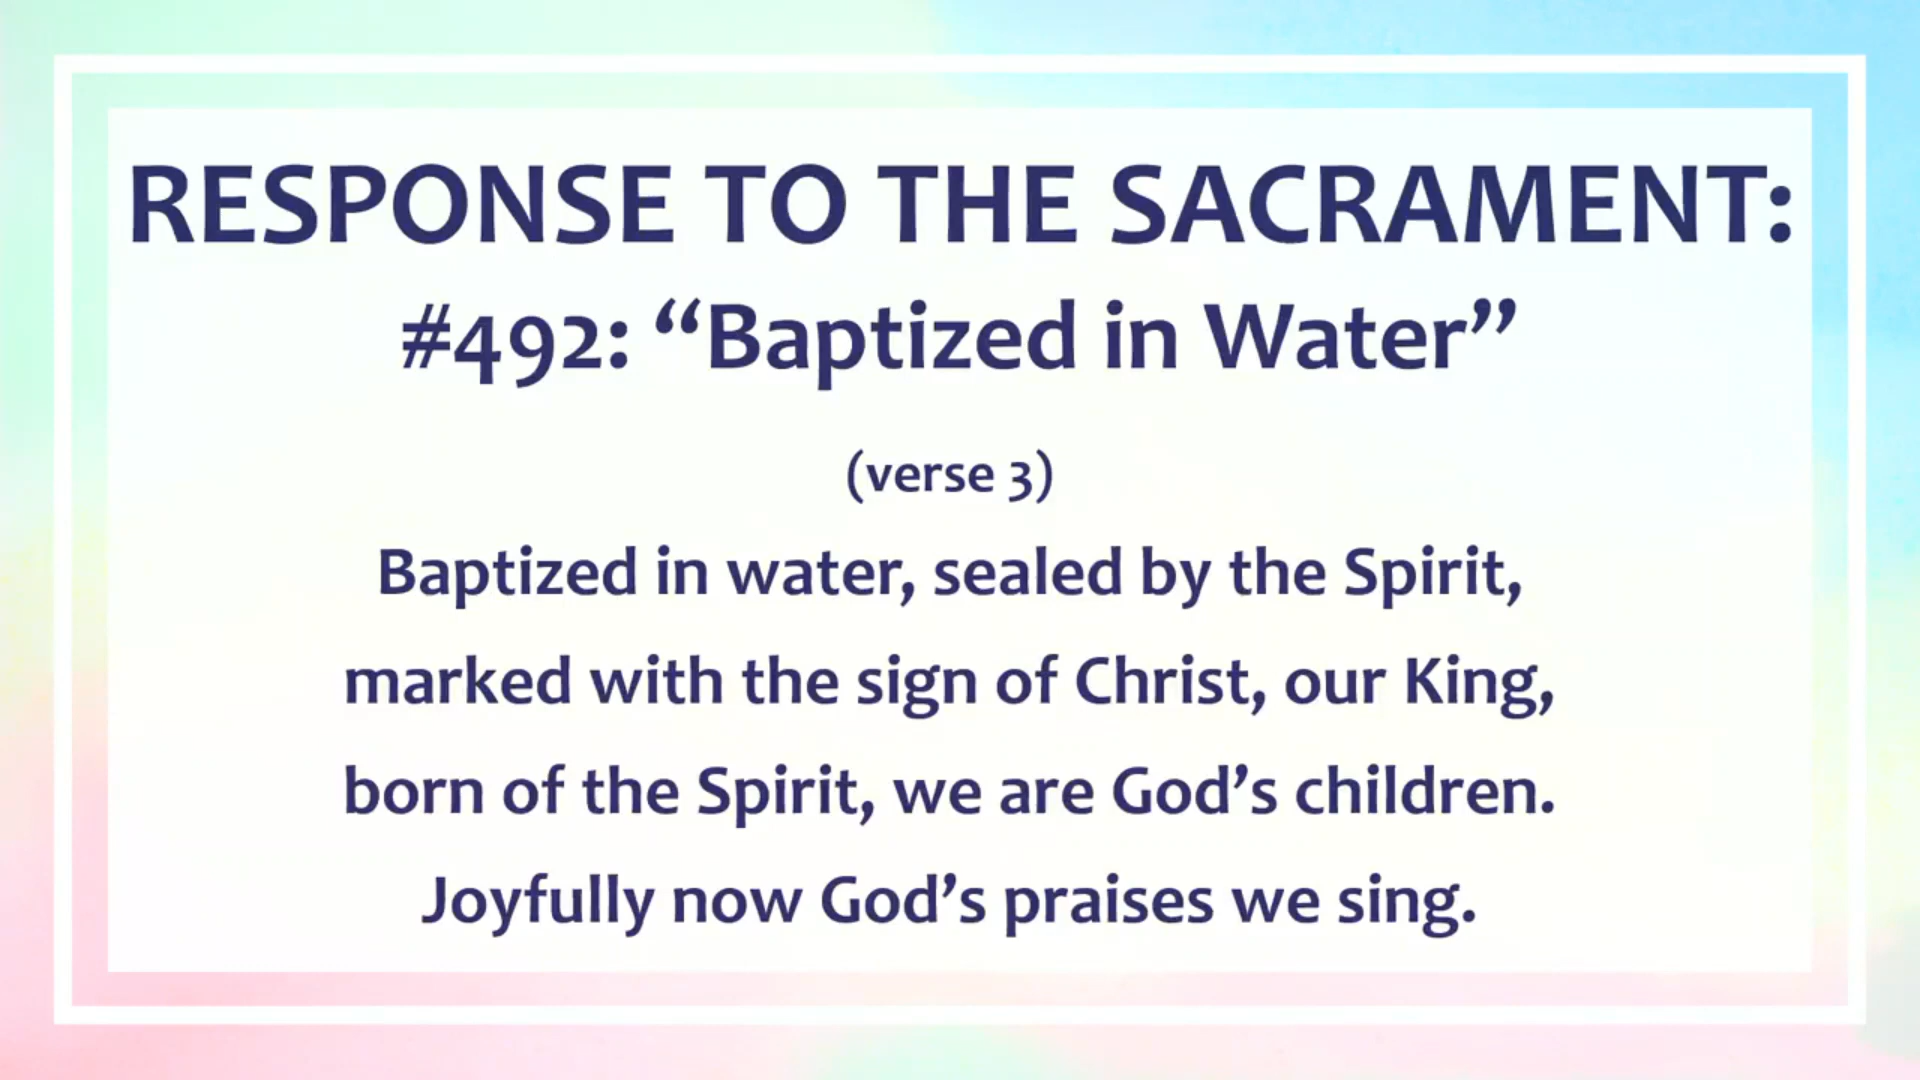 RESPONSE TO THE SACRAMENT:
#492: “Baptized in Water”
(verse 3)
Baptized in water, sealed by the Spirit,
marked with the sign of Christ, our King,
born of the Spirit, we are God’s children.
Joyfully now God’s praises we sing.